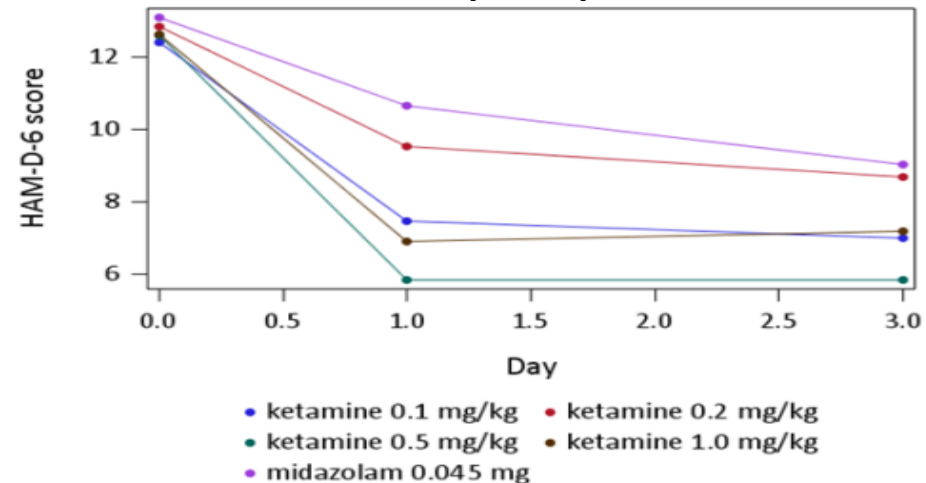 HAM-D-6 score
12
10
8
6
0.0 0.5 1.0 1.5 2.0 2.5 3.0
Day
ketamine 0.1 mg/kg ketamine 0.2 mg/kg
ketamine 0.5 mg/kg ketamine 1.0 mg/kg
midazolam 0.045 mg